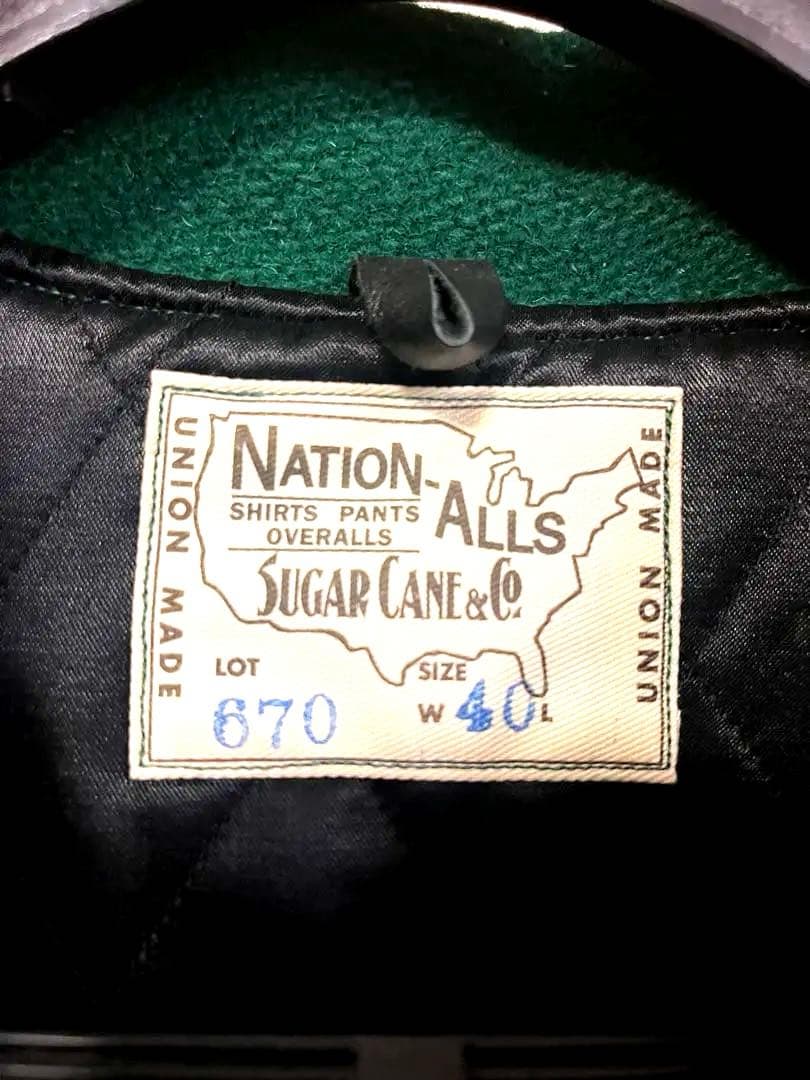 UNION MADE
NATION-ALLS
SHIRTS PANTS
OVERALLS
SUGAR CANE & Co.
LOT
670
SIZE
W 40 L
UNION MADE